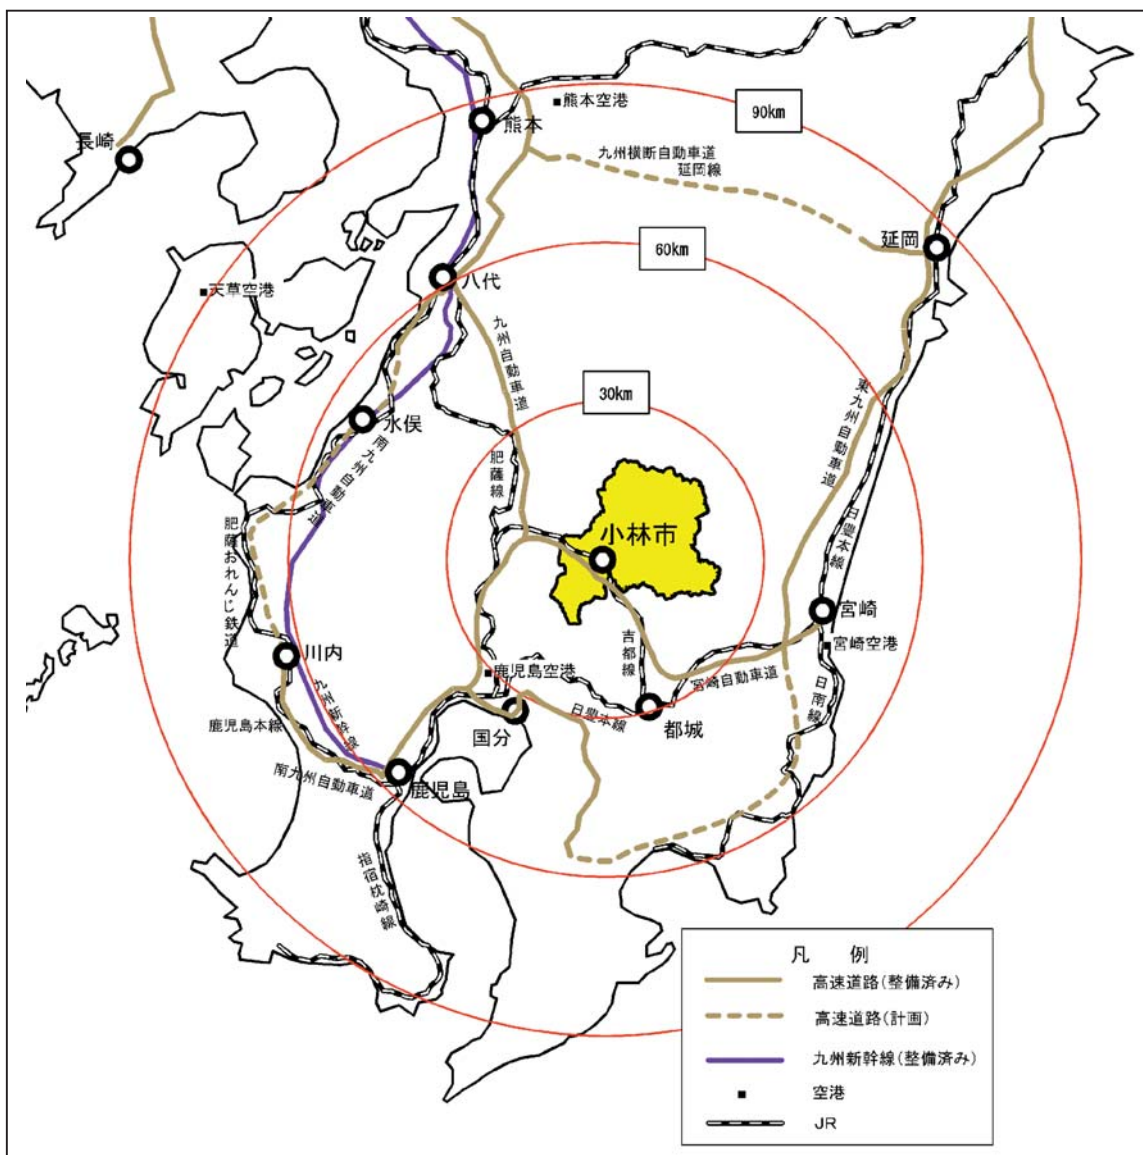 90km
熊本空港
熊本
長崎
九州横断自動車道
延岡線
延岡
60km
八代
天草空港
九州自動車道
30km
東九州自動車道
水俣
南九州自動車道
肥薩線
日豊本線
小林市
肥薩おれんじ鉄道
宮崎
吉都線
宮崎空港
川内
鹿児島空港
宮崎自動車道
九州新幹線
日南線
鹿児島本線
国分
日豊本線
都城
南九州自動車道
鹿児島
指宿枕崎線
凡 例
高速道路(整備済み)
高速道路(計画)
九州新幹線(整備済み)
空港
JR